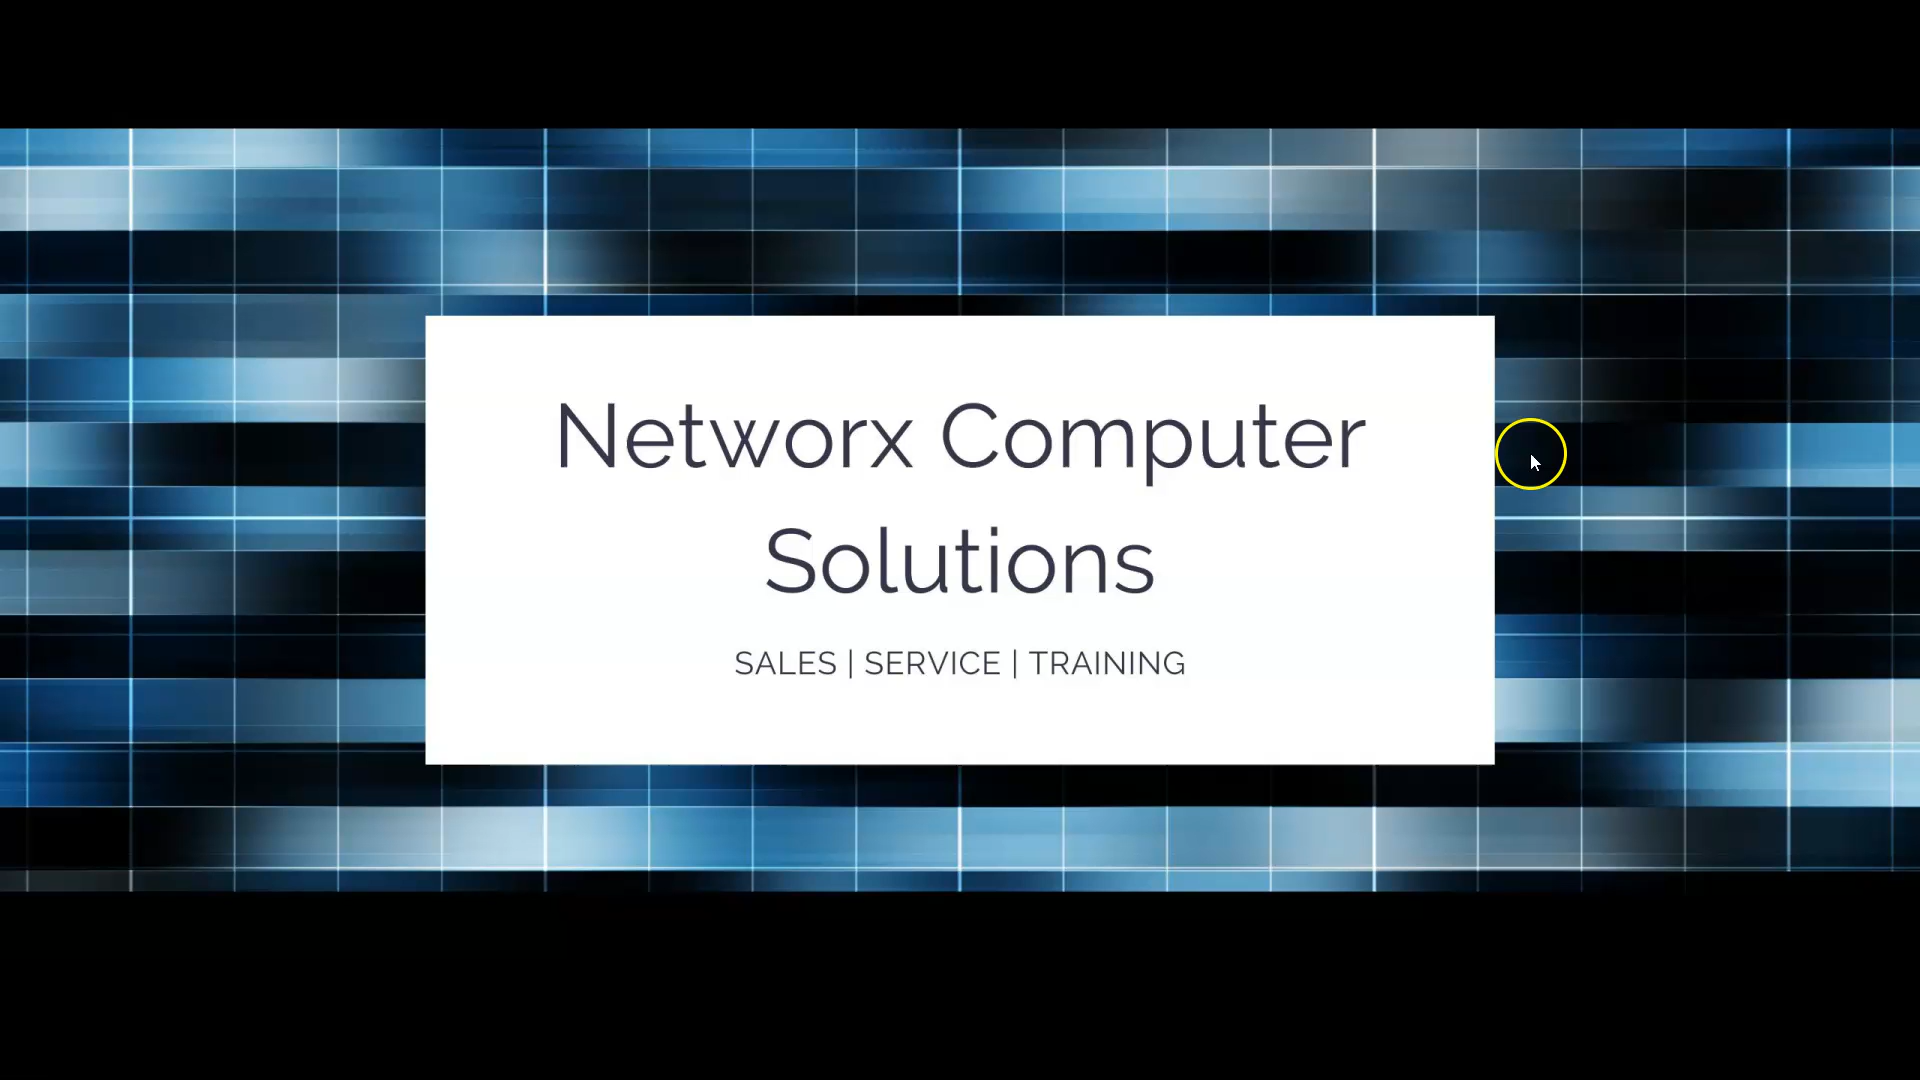 Networx Computer
Solutions
SALES | SERVICE | TRAINING